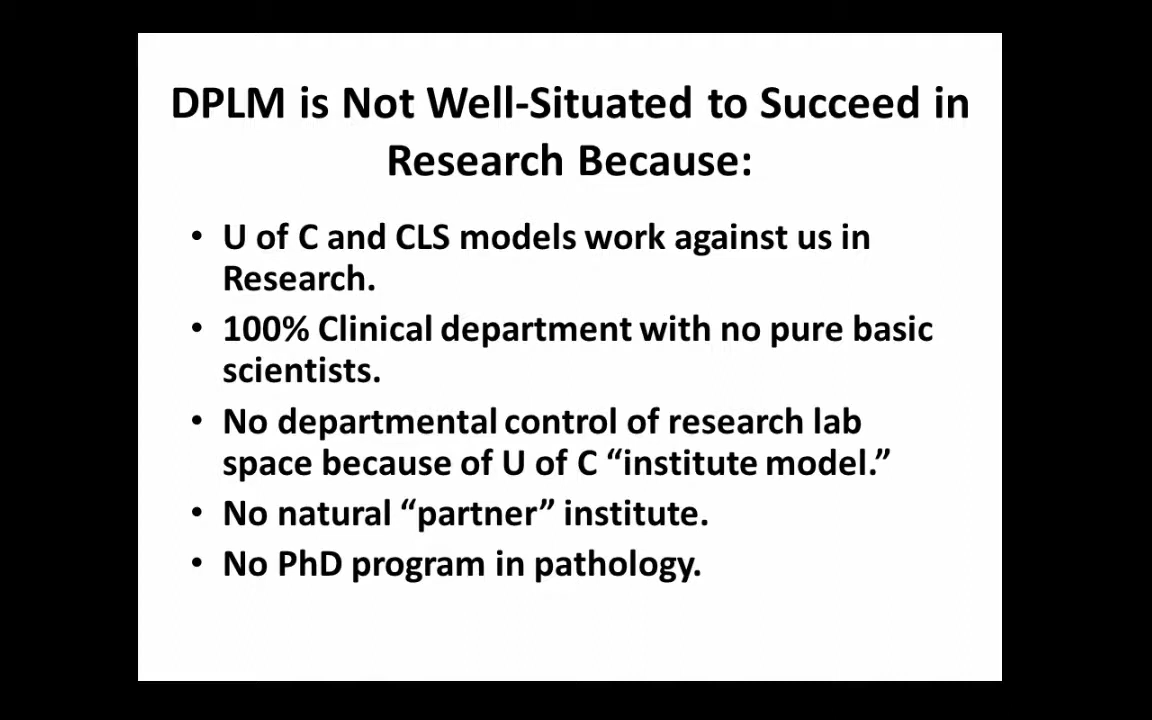 DPLM is Not Well-Situated to Succeed in
Research Because:
• U of C and CLS models work against us in
Research.
• 100% Clinical department with no pure basic
scientists.
• No departmental control of research lab
space because of U of C “institute model.”
• No natural “partner” institute.
• No PhD program in pathology.